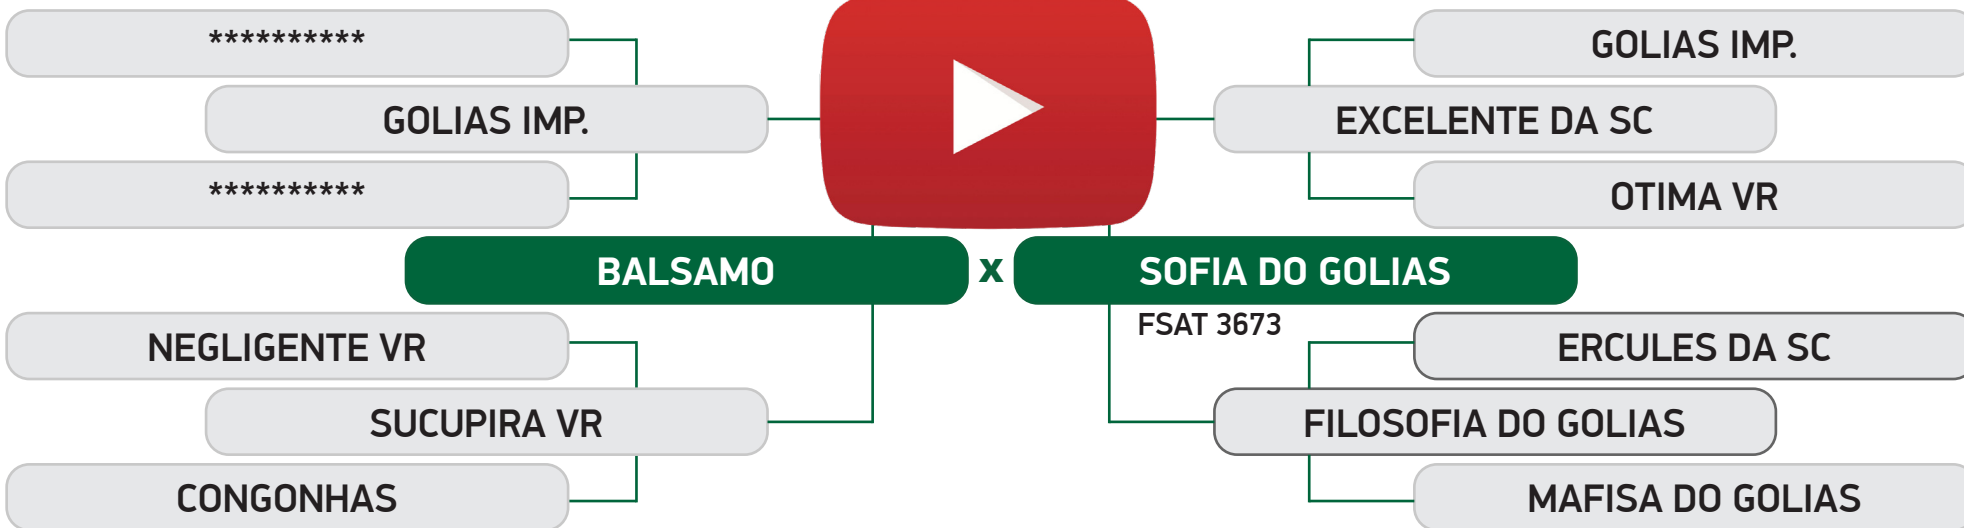 **********
GOLIAS IMP.
**********
GOLIAS IMP.
EXCELENTE DA SC
OTIMA VR
BALSAMO x SOFIA DO GOLIAS
FSAT 3673
NEGLIGENTE VR
SUCUPIRA VR
CONGONHAS
ERCULES DA SC
FILOSOFIA DO GOLIAS
MAFISA DO GOLIAS